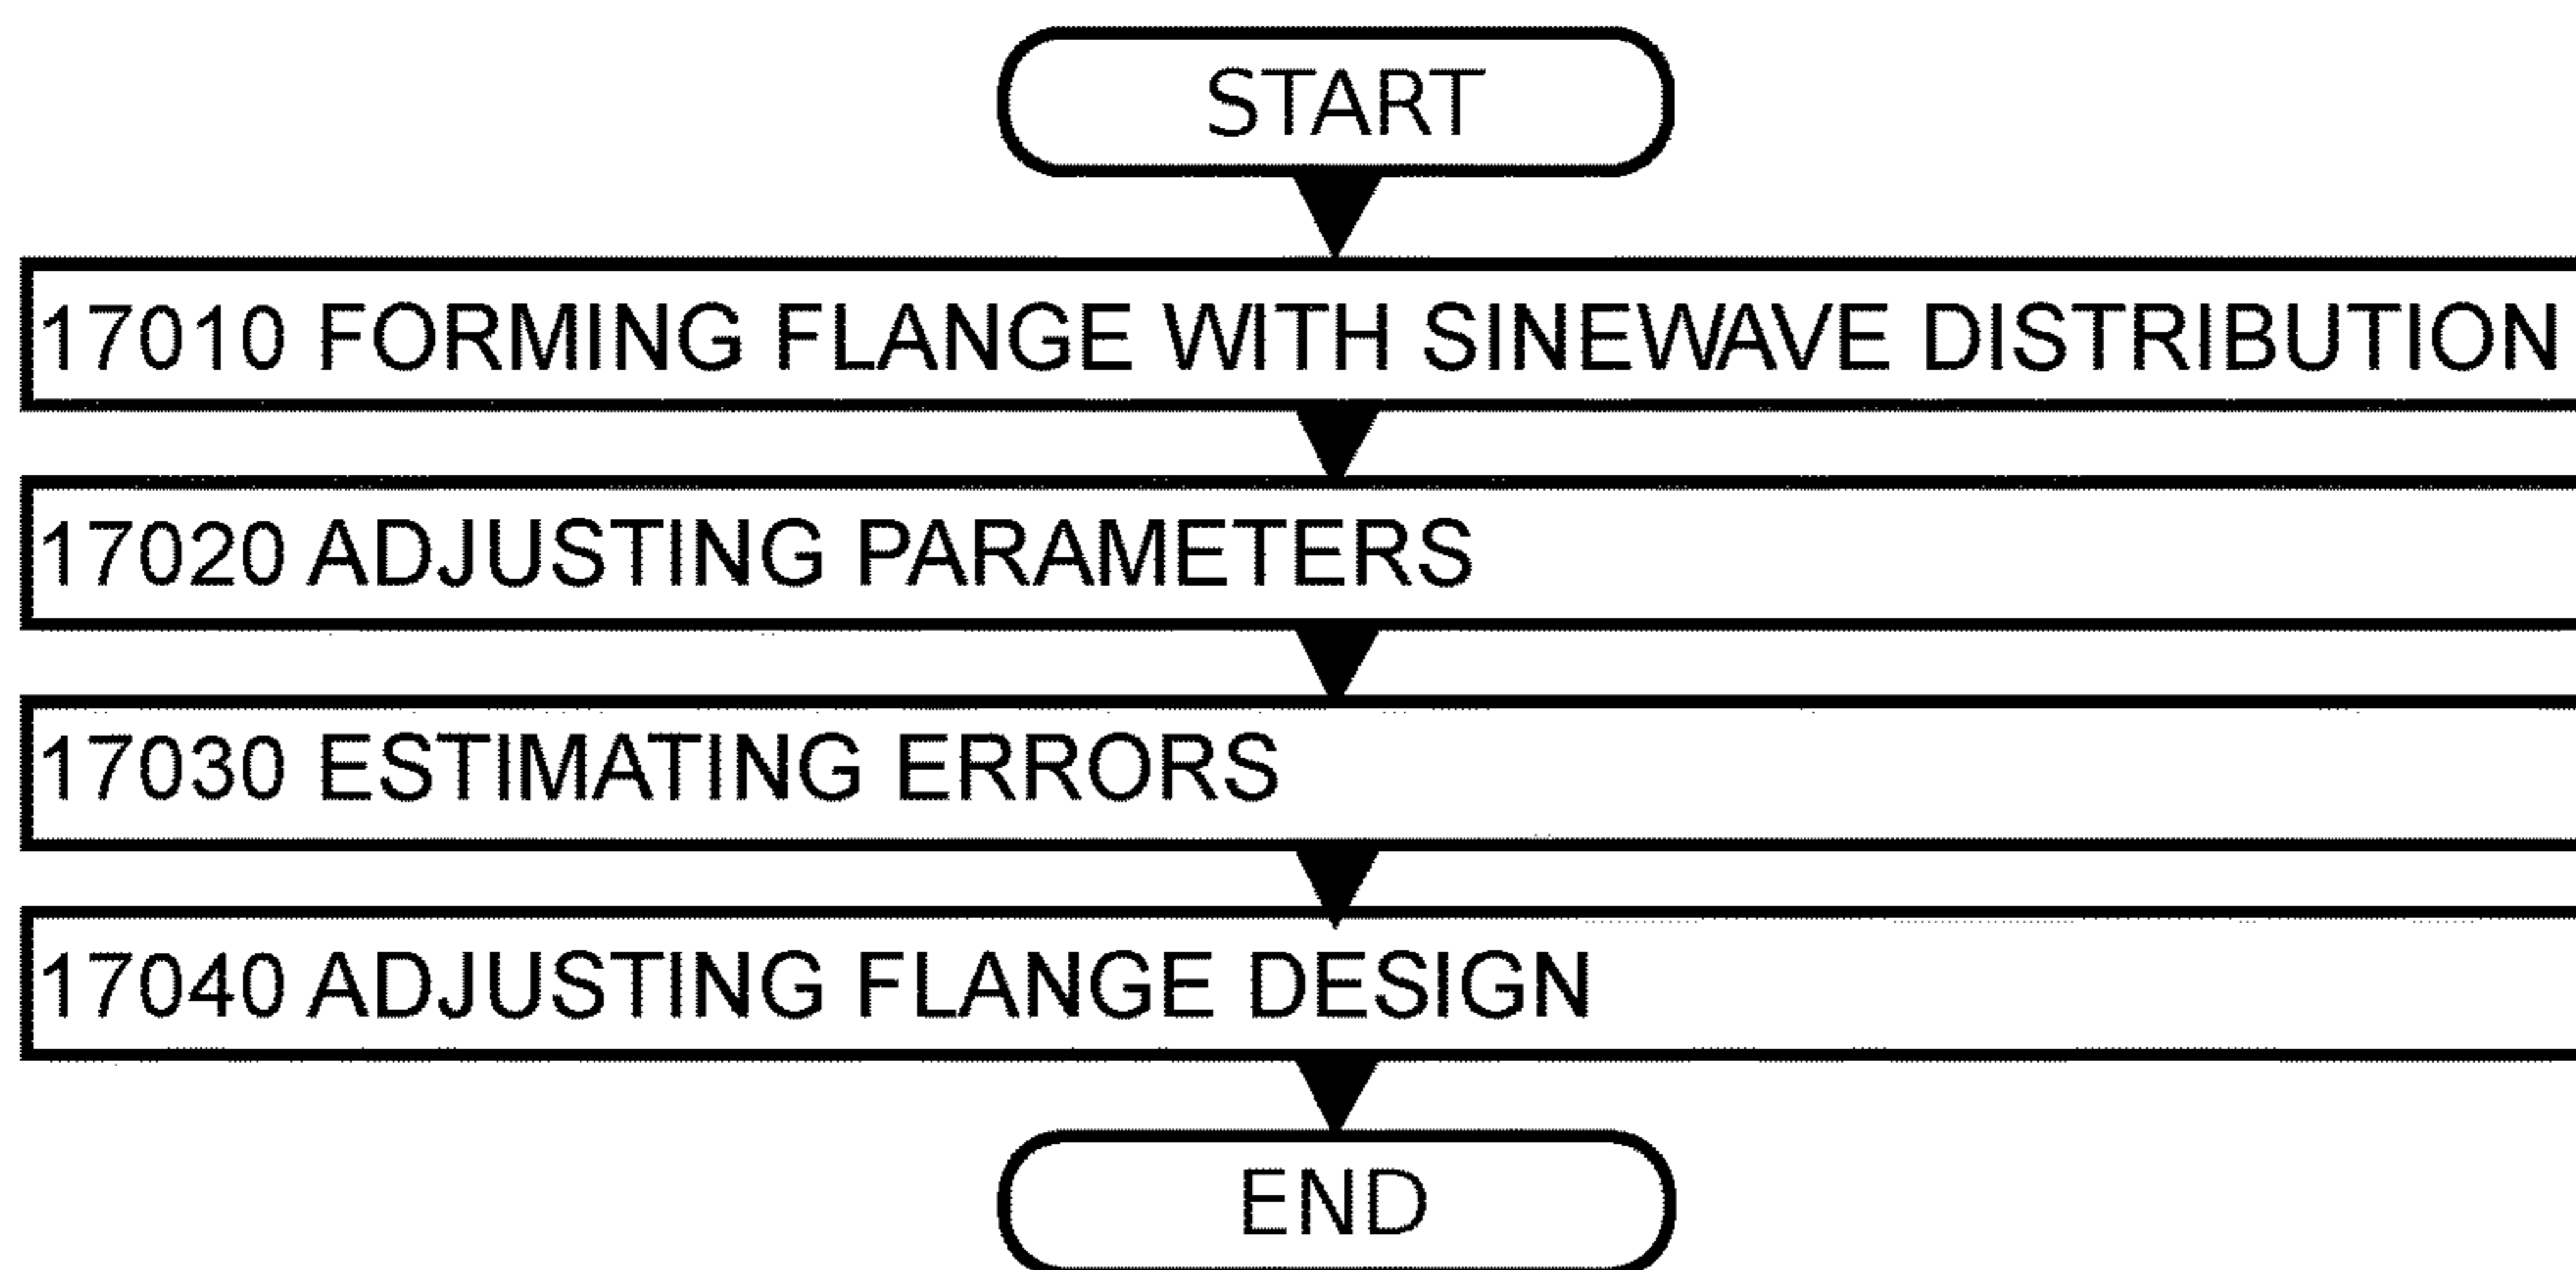 START
17010 FORMING FLANGE WITH SINEWAVE DISTRIBUTION
17020 ADJUSTING PARAMETERS
17030 ESTIMATING ERRORS
17040 ADJUSTING FLANGE DESIGN
END